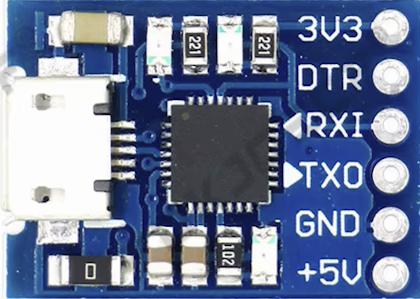 3V3
221
221
DTR
RXI
TXO
GND
102
0
+5V